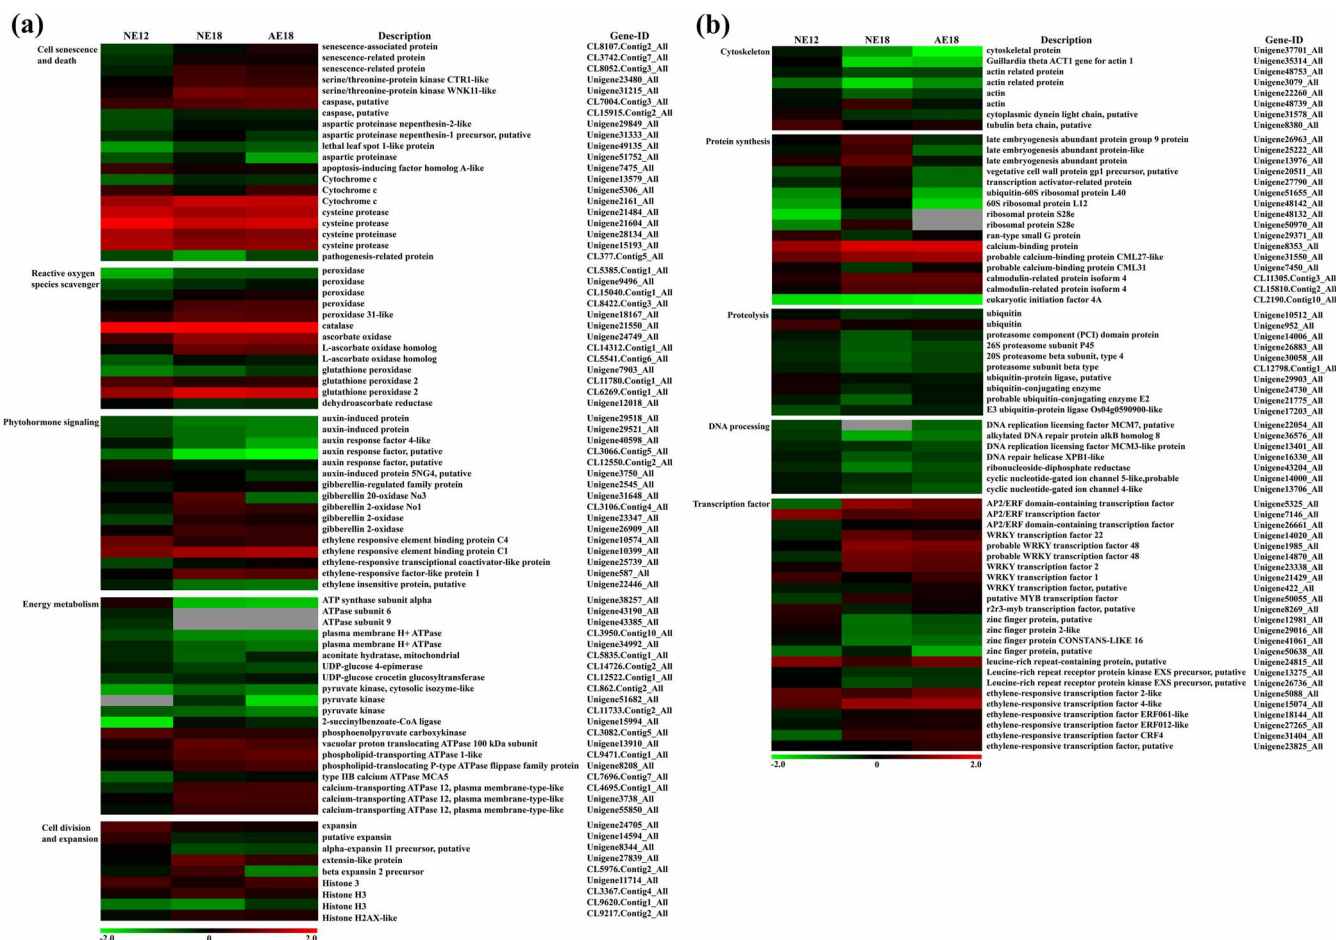 (a)
NE12 NE18 AE18 Description Gene-ID
Cell senescence and death
senescence-associated protein CL8107.Contig2_All
senescence-related protein CL3742.Contig7_All
senescence-related protein CL8052.Contig3_All
serine/threonine-protein kinase CTR1-like Unigene23480_All
serine/threonine-protein kinase WNK11-like Unigene31215_All
caspase, putative CL7004.Contig3_All
caspase, putative CL15915.Contig2_All
aspartic proteinase nepenthesin-2-like Unigene29849_All
aspartic proteinase nepenthesin-1 precursor, putative Unigene31333_All
lethal leaf spot 1-like protein Unigene49135_All
aspartic proteinase Unigene51752_All
apoptosis-inducing factor homolog A-like Unigene7475_All
Cytochrome c Unigene13579_All
Cytochrome c Unigene5306_All
Cytochrome c Unigene2161_All
cysteine protease Unigene21484_All
cysteine protease Unigene21604_All
cysteine proteinase Unigene28134_All
cysteine protease Unigene15193_All
pathogenesis-related protein CL377.Contig5_All
Reactive oxygen species scavenger
peroxidase CL5385.Contig1_All
peroxidase Unigene9496_All
peroxidase CL15040.Contig1_All
peroxidase CL8422.Contig3_All
peroxidase 31-like Unigene18167_All
catalase Unigene21550_All
ascorbate oxidase Unigene24749_All
L-ascorbate oxidase homolog CL14312.Contig1_All
L-ascorbate oxidase homolog CL5541.Contig6_All
glutathione peroxidase Unigene7903_All
glutathione peroxidase 2 CL11780.Contig1_All
glutathione peroxidase 2 CL6269.Contig1_All
dehydroascorbate reductase Unigene12018_All
Phytohormone signaling
auxin-induced protein Unigene29518_All
auxin-induced protein Unigene29521_All
auxin response factor 4-like Unigene40598_All
auxin response factor, putative CL3066.Contig5_All
auxin response factor, putative CL12550.Contig2_All
auxin-induced protein 5NG4, putative Unigene3750_All
gibberellin-regulated family protein Unigene2545_All
gibberellin 20-oxidase No3 Unigene31648_All
gibberellin 2-oxidase No1 CL3106.Contig4_All
gibberellin 2-oxidase Unigene23347_All
gibberellin 2-oxidase Unigene26909_All
ethylene responsive element binding protein C4 Unigene10574_All
ethylene responsive element binding protein C1 Unigene10399_All
ethylene-responsive transciptional coactivator-like protein Unigene25739_All
ethylene-responsive factor-like protein 1 Unigene587_All
ethylene insensitive protein, putative Unigene22446_All
Energy metabolism
ATP synthase subunit alpha Unigene38257_All
ATPase subunit 6 Unigene43190_All
ATPase subunit 9 Unigene43385_All
plasma membrane H+ ATPase CL3950.Contig10_All
plasma membrane H+ ATPase Unigene34992_All
aconitate hydratase, mitochondrial CL5835.Contig1_All
UDP-glucose 4-epimerase CL14726.Contig2_All
UDP-glucose crocetin glucosyltransferase CL12522.Contig1_All
pyruvate kinase, cytosolic isozyme-like CL862.Contig2_All
pyruvate kinase Unigene51682_All
pyruvate kinase CL11733.Contig2_All
2-succinylbenzoate-CoA ligase Unigene15994_All
phosphoenolpyruvate carboxykinase CL3082.Contig5_All
vacuolar proton translocating ATPase 100 kDa subunit Unigene13910_All
phospholipid-transporting ATPase 1-like CL9471.Contig1_All
phospholipid-translocating P-type ATPase flippase family protein Unigene8208_All
type IIB calcium ATPase MCA5 CL7696.Contig7_All
calcium-transporting ATPase 12, plasma membrane-type-like CL4695.Contig1_All
calcium-transporting ATPase 12, plasma membrane-type-like Unigene3738_All
calcium-transporting ATPase 12, plasma membrane-type-like Unigene55850_All
Cell division and expansion
expansin Unigene24705_All
putative expansin Unigene14594_All
alpha-expansin 11 precursor, putative Unigene8344_All
extensin-like protein Unigene27839_All
beta expansin 2 precursor CL5976.Contig2_All
Histone 3 Unigene11714_All
Histone H3 CL3367.Contig4_All
Histone H3 CL9620.Contig1_All
Histone H2AX-like CL9217.Contig2_All
-2.0 0 2.0
(b)
NE12 NE18 AE18 Description Gene-ID
Cytoskeleton
cytoskeletal protein Unigene37701_All
Guillardia theta ACT1 gene for actin 1 Unigene35314_All
actin related protein Unigene48753_All
actin related protein Unigene3079_All
actin Unigene22260_All
actin Unigene48739_All
cytoplasmic dynein light chain, putative Unigene31578_All
tubulin beta chain, putative Unigene8380_All
Protein synthesis
late embryogenesis abundant protein group 9 protein Unigene26963_All
late embryogenesis abundant protein-like Unigene25222_All
late embryogenesis abundant protein Unigene13976_All
vegetative cell wall protein gp1 precursor, putative Unigene20511_All
transcription activator-related protein Unigene27790_All
ubiquitin-60S ribosomal protein L40 Unigene51655_All
60S ribosomal protein L12 Unigene48142_All
ribosomal protein S28e Unigene48132_All
ribosomal protein S28e Unigene50970_All
ran-type small G protein Unigene29371_All
calcium-binding protein Unigene8353_All
probable calcium-binding protein CML27-like Unigene31550_All
probable calcium-binding protein CML31 Unigene7450_All
calmodulin-related protein isoform 4 CL11305.Contig3_All
calmodulin-related protein isoform 4 CL15810.Contig2_All
eukaryotic initiation factor 4A CL2190.Contig10_All
Proteolysis
ubiquitin Unigene10512_All
ubiquitin Unigene952_All
proteasome component (PCI) domain protein Unigene14006_All
26S proteasome subunit P45 Unigene26883_All
20S proteasome beta subunit, type 4 Unigene30058_All
proteasome subunit beta type CL12798.Contig1_All
ubiquitin-protein ligase, putative Unigene29903_All
ubiquitin-conjugating enzyme Unigene24730_All
probable ubiquitin-conjugating enzyme E2 Unigene21775_All
E3 ubiquitin-protein ligase Os04g0590900-like Unigene17203_All
DNA processing
DNA replication licensing factor MCM7, putative Unigene22054_All
alkylated DNA repair protein alkB homolog 8 Unigene36576_All
DNA replication licensing factor MCM3-like protein Unigene13401_All
DNA repair helicase XPB1-like Unigene16330_All
ribonucleoside-diphosphate reductase Unigene43204_All
cyclic nucleotide-gated ion channel 5-like,probable Unigene14000_All
cyclic nucleotide-gated ion channel 4-like Unigene13706_All
Transcription factor
AP2/ERF domain-containing transcription factor Unigene5325_All
AP2/ERF transcription factor Unigene7146_All
AP2/ERF domain-containing transcription factor Unigene26661_All
WRKY transcription factor 22 Unigene14020_All
probable WRKY transcription factor 48 Unigene1985_All
probable WRKY transcription factor 48 Unigene14870_All
WRKY transcription factor 2 Unigene23338_All
WRKY transcription factor 1 Unigene21429_All
WRKY transcription factor, putative Unigene422_All
putative MYB transcription factor Unigene50055_All
r2r3-myb transcription factor, putative Unigene8269_All
zinc finger protein, putative Unigene12981_All
zinc finger protein 2-like Unigene29016_All
zinc finger protein CONSTANS-LIKE 16 Unigene41061_All
zinc finger protein, putative Unigene50638_All
leucine-rich repeat-containing protein, putative Unigene24815_All
Leucine-rich repeat receptor protein kinase EXS precursor, putative Unigene13275_All
Leucine-rich repeat receptor protein kinase EXS precursor, putative Unigene26736_All
ethylene-responsive transcription factor 2-like Unigene5088_All
ethylene-responsive transcription factor 4-like Unigene15074_All
ethylene-responsive transcription factor ERF061-like Unigene18144_All
ethylene-responsive transcription factor ERF012-like Unigene27265_All
ethylene-responsive transcription factor CRF4 Unigene31404_All
ethylene-responsive transcription factor, putative Unigene23825_All
-2.0 0 2.0